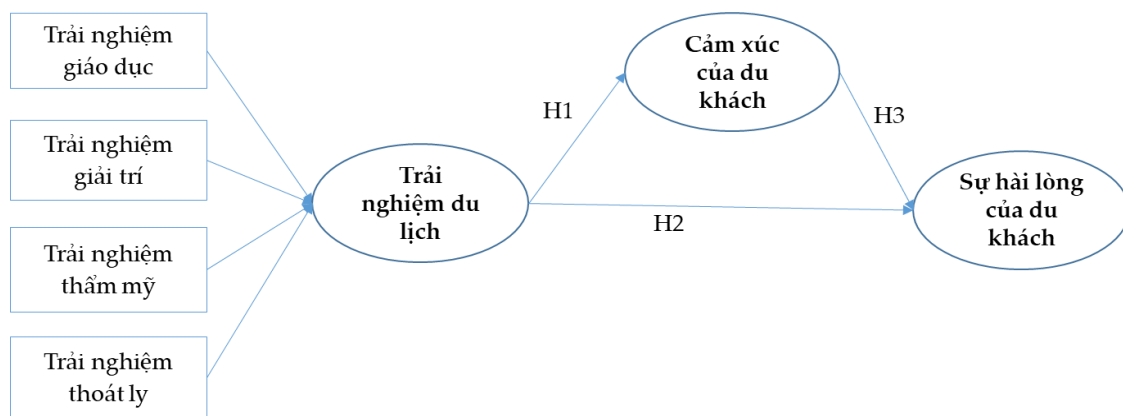 Trải nghiệm
giáo dục
Trải nghiệm
giải trí
Trải nghiệm
thẩm mỹ
Trải nghiệm
thoát ly
Trải
nghiệm du
lịch
H1
Cảm xúc
của du
khách
H3
H2
Sự hài lòng
của du
khách